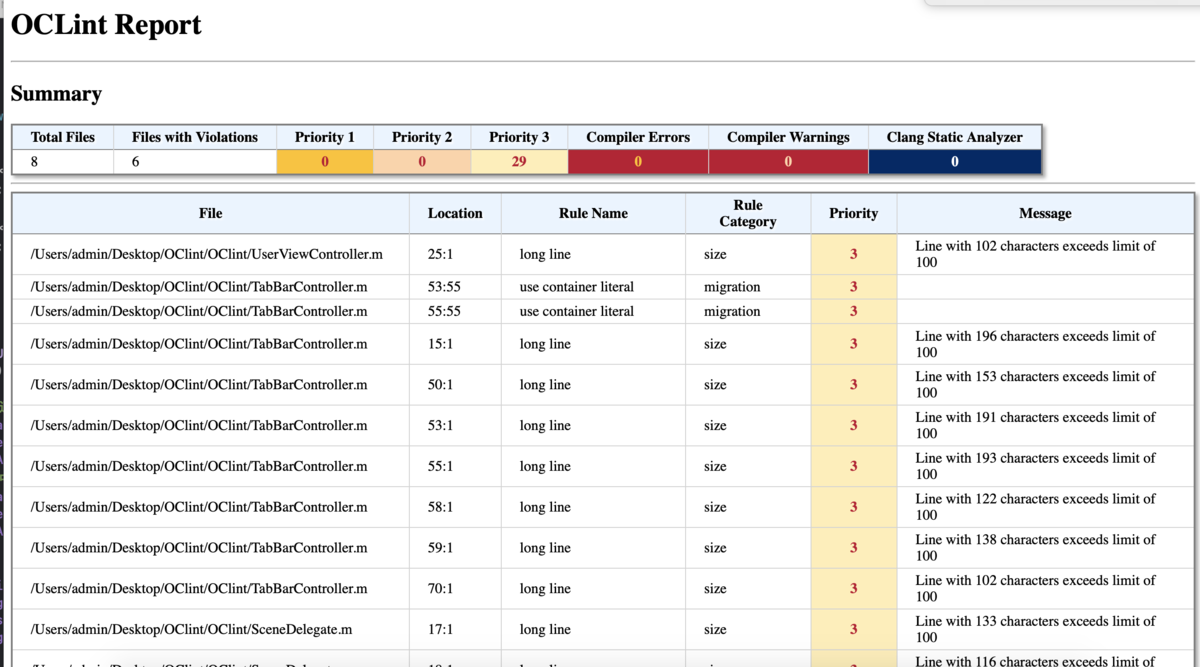 OCLint Report
Summary
Total Files Files with Violations Priority 1 Priority 2 Priority 3 Compiler Errors Compiler Warnings Clang Static Analyzer
8 6 0 0 29 0 0 0
File Location Rule Name Rule Category Priority Message
/Users/admin/Desktop/OClint/OClint/UserViewController.m 25:1 long line size 3 Line with 102 characters exceeds limit of
100
/Users/admin/Desktop/OClint/OClint/TabBarController.m 53:55 use container literal migration 3
/Users/admin/Desktop/OClint/OClint/TabBarController.m 55:55 use container literal migration 3
/Users/admin/Desktop/OClint/OClint/TabBarController.m 15:1 long line size 3 Line with 196 characters exceeds limit of
100
/Users/admin/Desktop/OClint/OClint/TabBarController.m 50:1 long line size 3 Line with 153 characters exceeds limit of
100
/Users/admin/Desktop/OClint/OClint/TabBarController.m 53:1 long line size 3 Line with 191 characters exceeds limit of
100
/Users/admin/Desktop/OClint/OClint/TabBarController.m 55:1 long line size 3 Line with 193 characters exceeds limit of
100
/Users/admin/Desktop/OClint/OClint/TabBarController.m 58:1 long line size 3 Line with 122 characters exceeds limit of
100
/Users/admin/Desktop/OClint/OClint/TabBarController.m 59:1 long line size 3 Line with 138 characters exceeds limit of
100
/Users/admin/Desktop/OClint/OClint/TabBarController.m 70:1 long line size 3 Line with 102 characters exceeds limit of
100
/Users/admin/Desktop/OClint/OClint/SceneDelegate.m 17:1 long line size 3 Line with 133 characters exceeds limit of
100
Line with 116 characters exceeds limit of